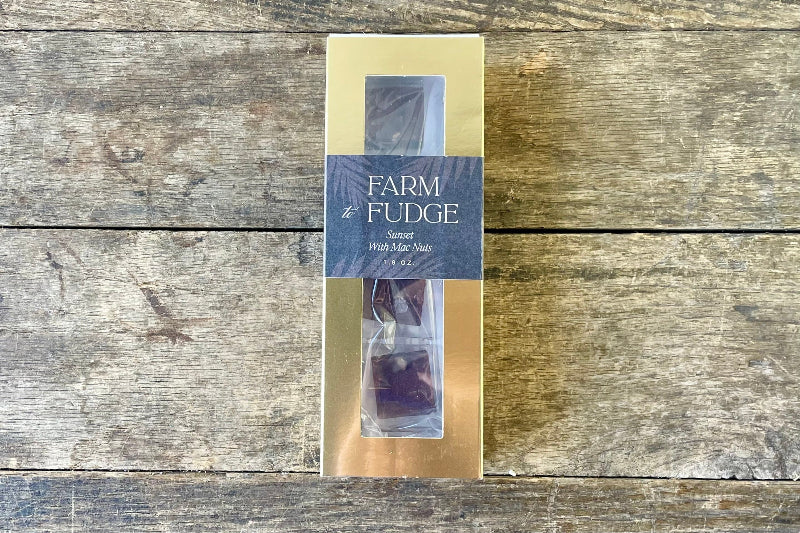 FARM
to FUDGE
Sunset
With Mac Nuts
1.8 OZ.